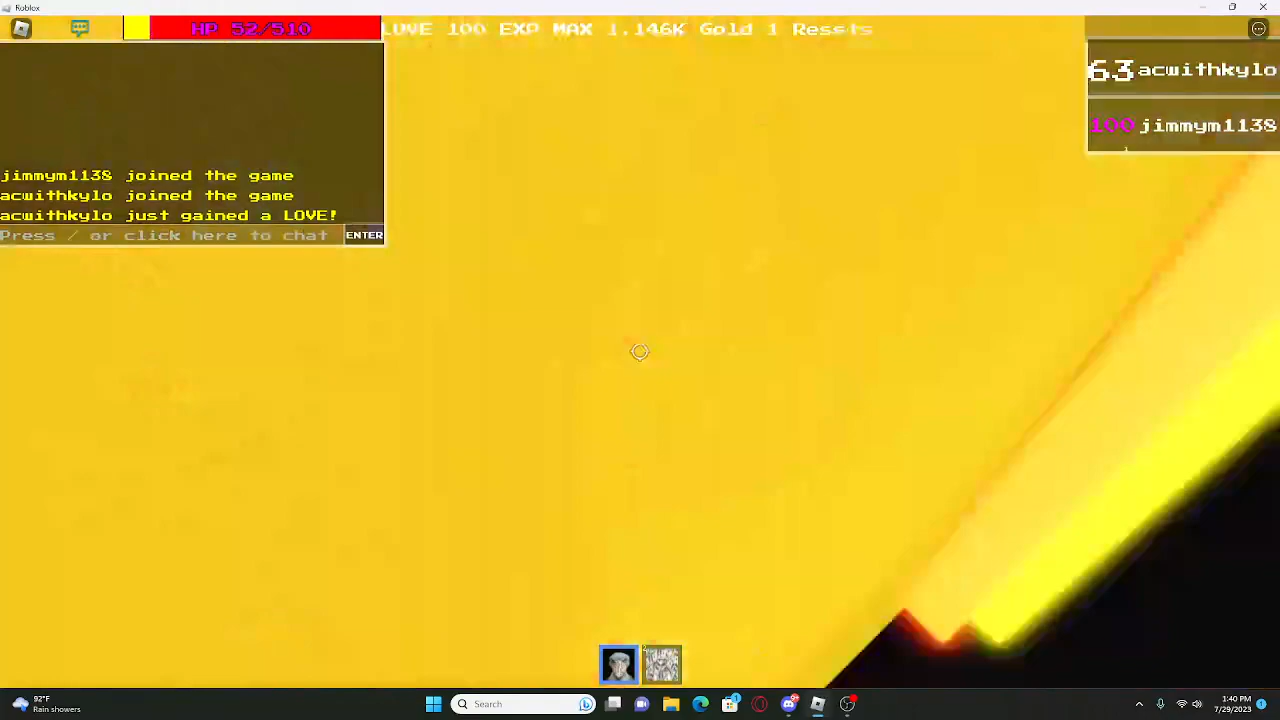 Roblox
HP 52/510
LOVE 100 EXP MAX 1.146K Gold 1 Resets
63 acwithkylo
100 jimmym1138
1
jimmym1138 joined the game
acwithkylo joined the game
acwithkylo just gained a LOVE!
Press / or click here to chat
ENTER
92°F
Rain showers
Search
1:40 PM
7/29/2023